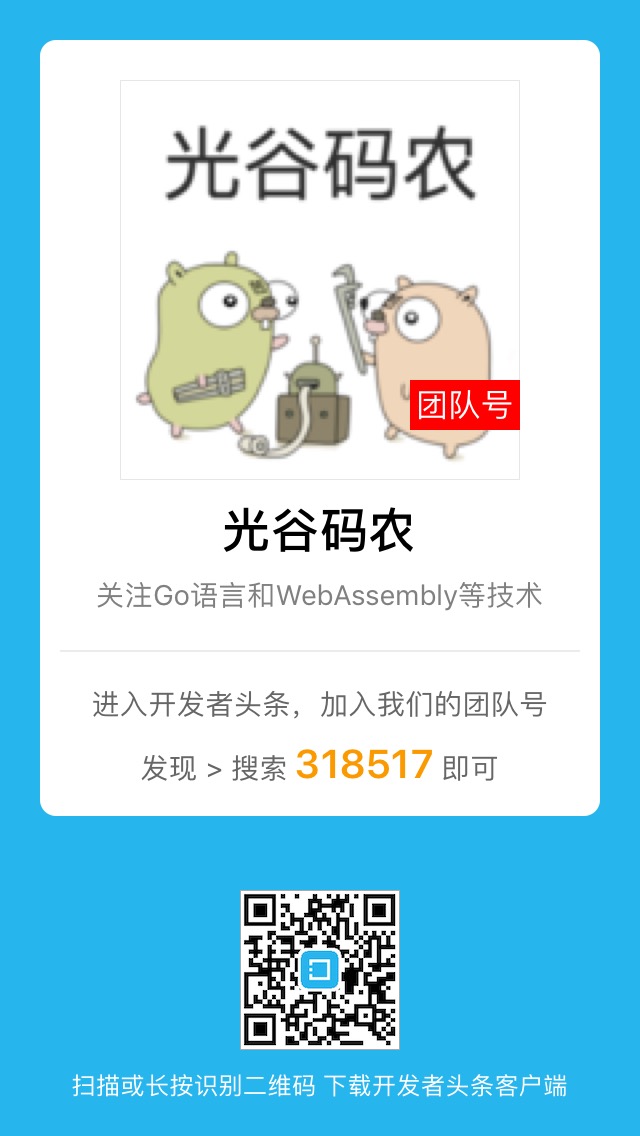 光谷码农
团队号
光谷码农
关注Go语言和WebAssembly等技术
进入开发者头条，加入我们的团队号
发现 > 搜索 318517 即可
扫描或长按识别二维码 下载开发者头条客户端